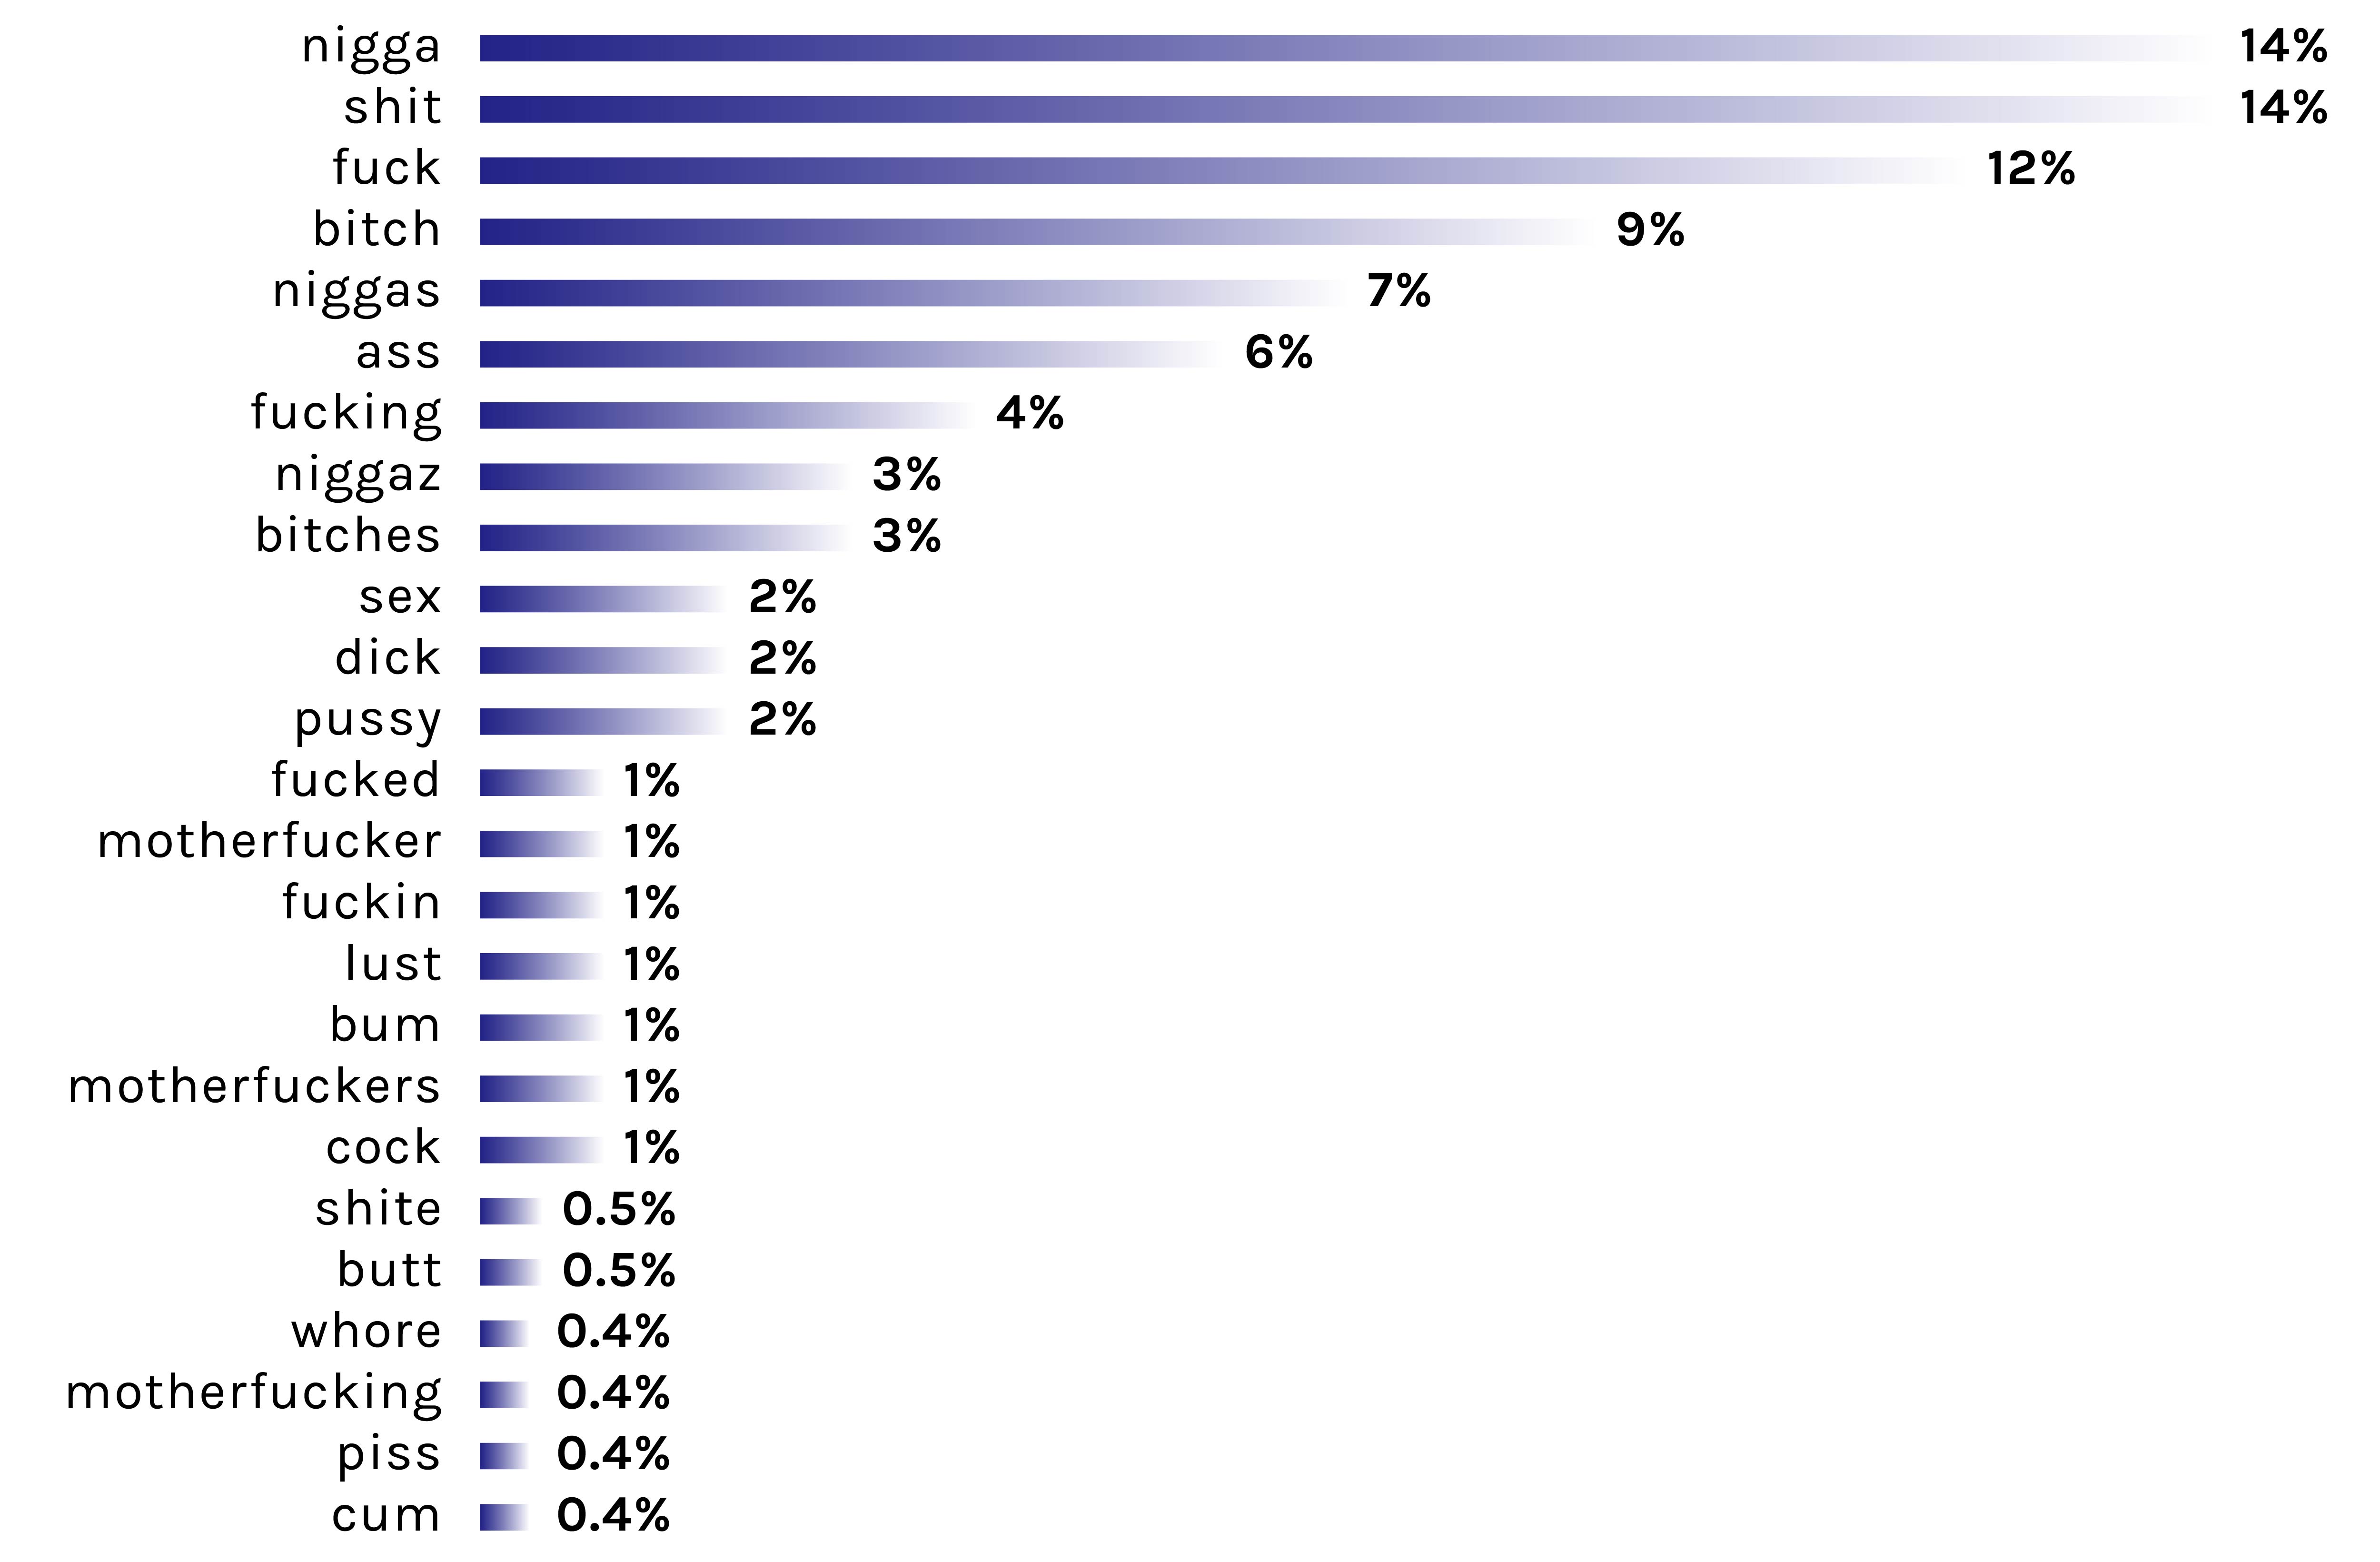 nigga 14%
shit 14%
fuck 12%
bitch 9%
niggas 7%
ass 6%
fucking 4%
niggaz 3%
bitches 3%
sex 2%
dick 2%
pussy 2%
fucked 1%
motherfucker 1%
fuckin 1%
lust 1%
bum 1%
motherfuckers 1%
cock 1%
shite 0.5%
butt 0.5%
whore 0.4%
motherfucking 0.4%
piss 0.4%
cum 0.4%